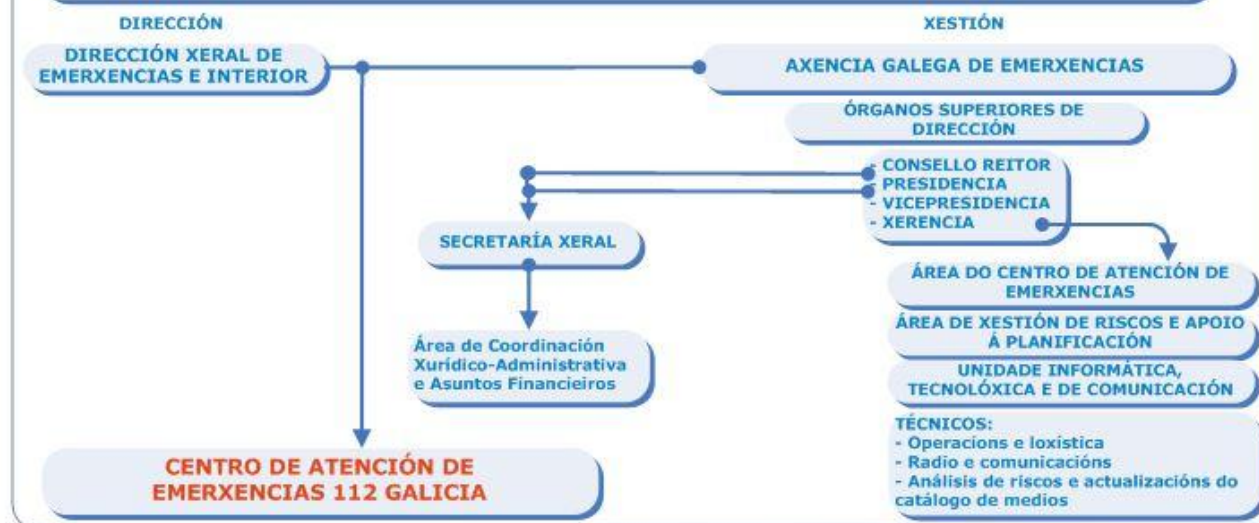 DIRECCIÓN
XESTIÓN
DIRECCIÓN XERAL DE
EMERXENCIAS E INTERIOR
AXENCIA GALEGA DE EMERXENCIAS
ÓRGANOS SUPERIORES DE
DIRECCIÓN
- CONSELLO REITOR
- PRESIDENCIA
- VICEPRESIDENCIA
- XERENCIA
SECRETARÍA XERAL
ÁREA DO CENTRO DE ATENCIÓN DE
EMERXENCIAS
ÁREA DE XESTIÓN DE RISCOS E APOIO
Á PLANIFICACIÓN
UNIDADE INFORMÁTICA,
TECNOLÓXICA E DE COMUNICACIÓN
Área de Coordinación
Xurídico-Administrativa
e Asuntos Financieiros
TÉCNICOS:
- Operacions e loxística
- Radio e comunicacións
- Análisis de riscos e actualizacións do
catálogo de medios
CENTRO DE ATENCIÓN DE
EMERXENCIAS 112 GALICIA